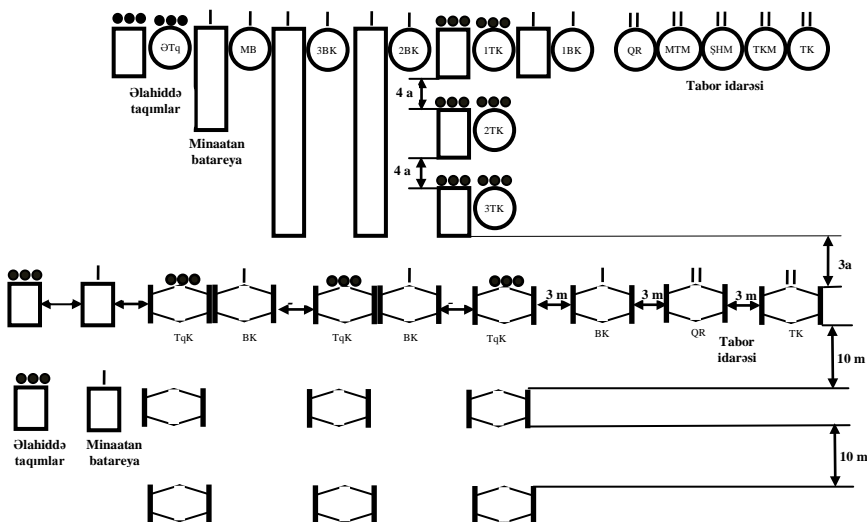 ƏTq MB 3BK 2BK 1TK 1BK QR MTM ŞHM TKM TK
Əlahiddə
taqımlar
4 a
Tabor idarəsi
2TK
Minaatan
batareya
4 a
3TK
3a
3 m 3 m 3 m
TqK BK TqK BK TqK BK QR TK
Tabor
idarəsi
10 m
Əlahiddə
taqımlar
Minaatan
batareya
10 m